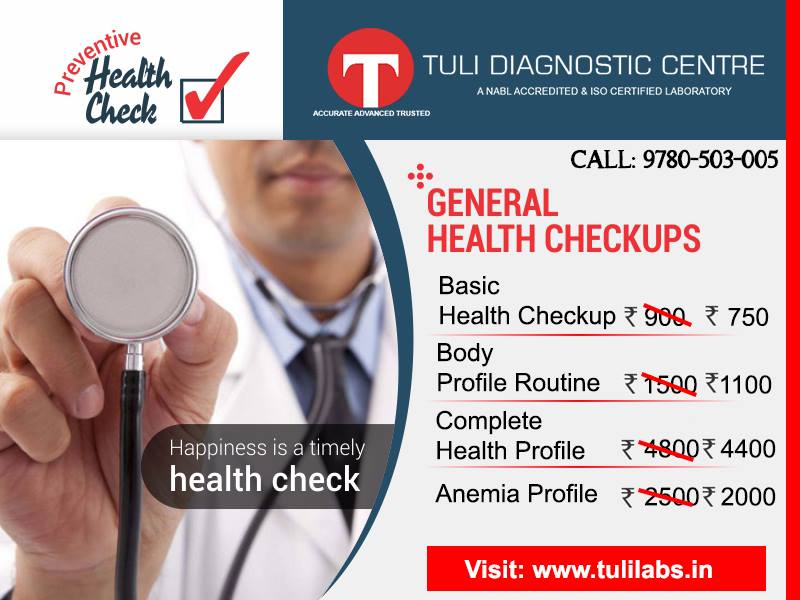 Preventive
Health
Check
T
TULI DIAGNOSTIC CENTRE
A NABL ACCREDITED & ISO CERTIFIED LABORATORY
ACCURATE ADVANCED TRUSTED
CALL: 9780-503-005
GENERAL
HEALTH CHECKUPS
Basic
Health Checkup ₹ 900 ₹ 750
Body
Profile Routine ₹ 1500 ₹1100
Complete
Health Profile ₹ 4800 ₹ 4400
Anemia Profile ₹ 2500 ₹ 2000
Happiness is a timely
health check
Visit: www.tulilabs.in